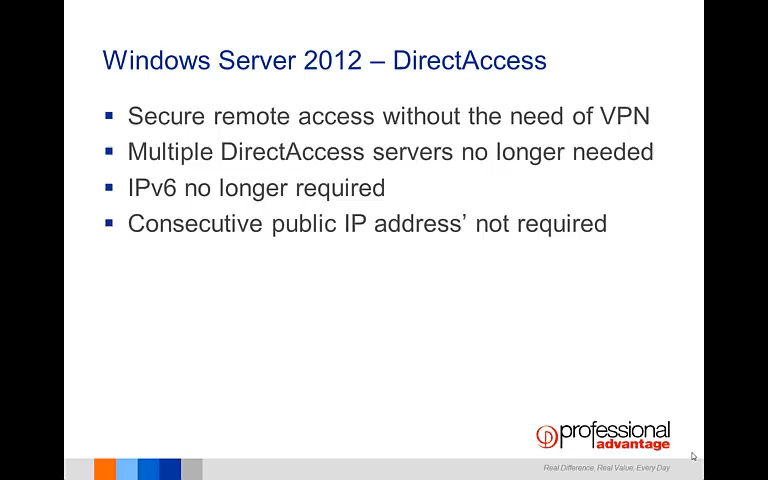 Windows Server 2012 – DirectAccess
Secure remote access without the need of VPN
Multiple DirectAccess servers no longer needed
IPv6 no longer required
Consecutive public IP address’ not required
professional
advantage
Real Difference, Real Value, Every Day